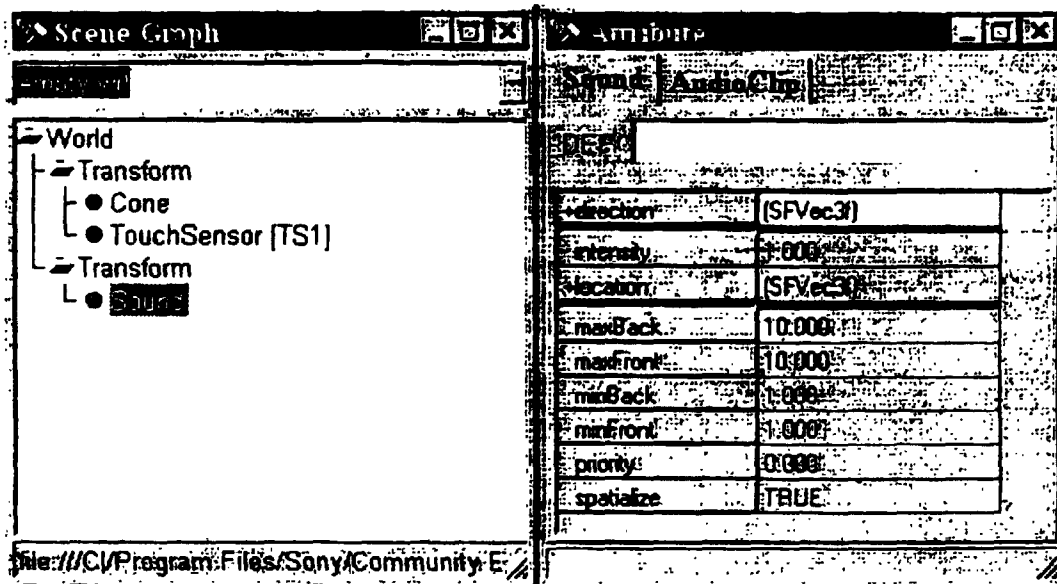 Scene Graph
World
Transform
Cone
TouchSensor [TS1]
Transform
Sound
file:///C|/Program Files/Sony/Community E
Attribute
Sound AudioClip
DEF
+direction (SFVec3f)
intensity 1.000
+location (SFVec3f)
maxBack 10.000
maxFront 10.000
minBack 1.000
minFront 1.000
priority 0.000
spatialize TRUE